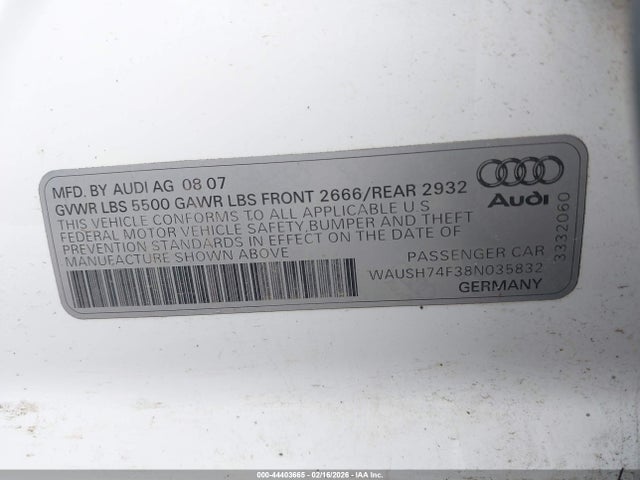 MFD. BY AUDI AG 08 07
GVWR LBS 5500 GAWR LBS FRONT 2666/REAR 2932
THIS VEHICLE CONFORMS TO ALL APPLICABLE U S
FEDERAL MOTOR VEHICLE SAFETY,BUMPER AND THEFT
PREVENTION STANDARDS IN EFFECT ON THE DATE OF
MANUFACTURE SHOWN ABOVE
Audi
PASSENGER CAR
WAUSH74F38N035832
GERMANY
3332060
000-44403665 - 02/16/2026 - IAAI.com